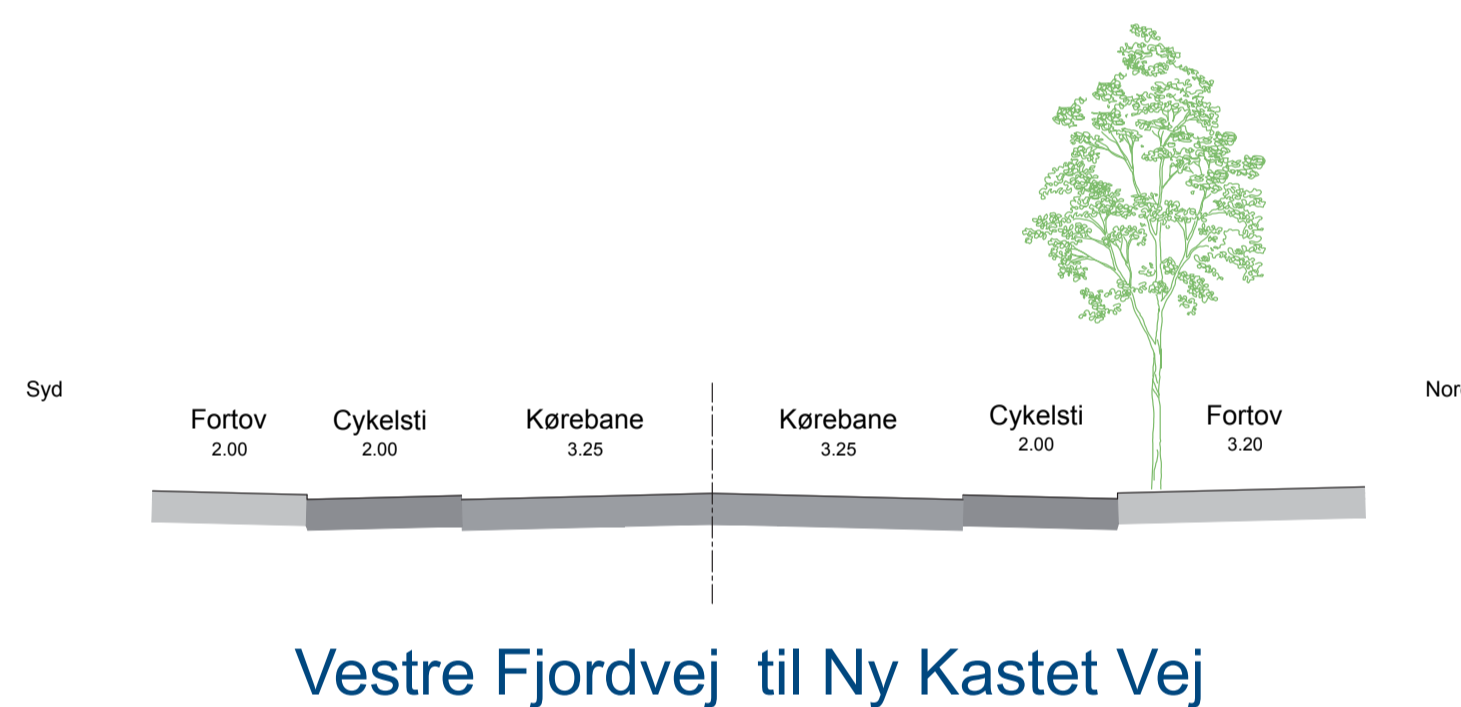 Syd
Fortov
2.00
Cykelsti
2.00
Kørebane
3.25
Kørebane
3.25
Cykelsti
2.00
Fortov
3.20
Vestre Fjordvej til Ny Kastet Vej